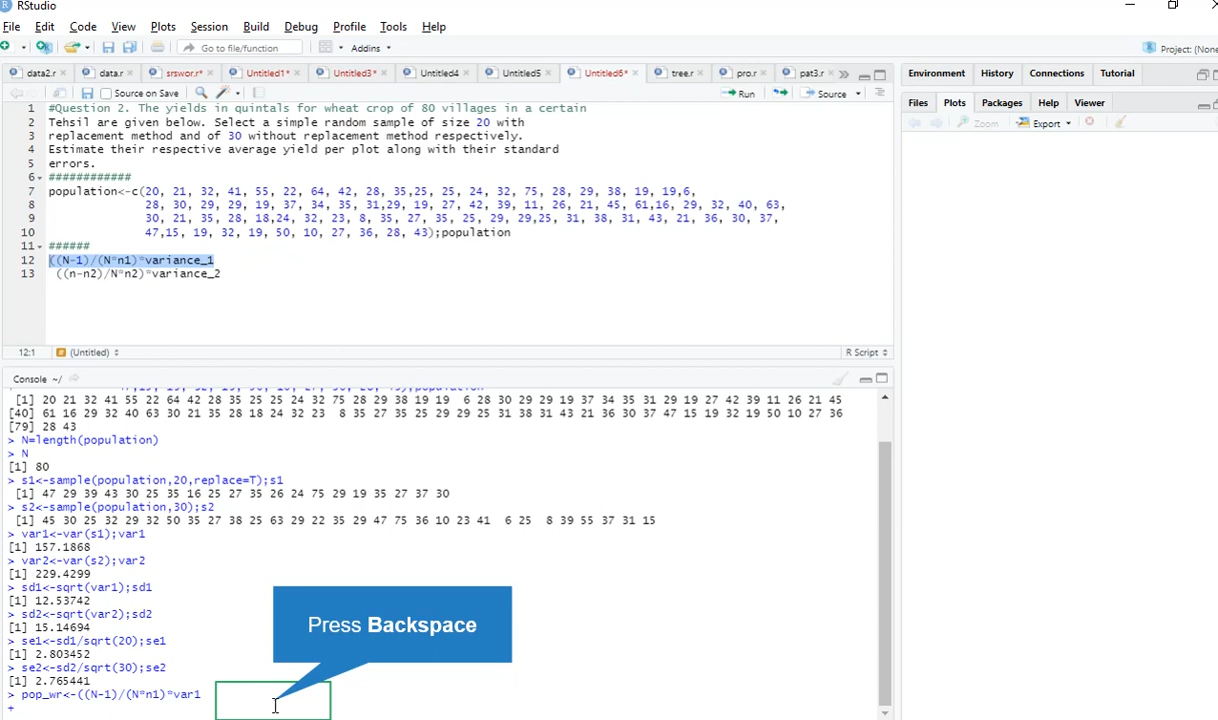 RStudio
File Edit Code View Plots Session Build Debug Profile Tools Help
Go to file/function Addins Project: (None
data2.r data.r srswor.r* Untitled1* Untitled3* Untitled4 Untitled5 Untitled6* tree.r pro.r pat3.r
Source on Save Run Source
1 #Question 2. The yields in quintals for wheat crop of 80 villages in a certain
2 Tehsil are given below. Select a simple random sample of size 20 with
3 replacement method and of 30 without replacement method respectively.
4 Estimate their respective average yield per plot along with their standard
5 errors.
6 ############
7 population<-c(20, 21, 32, 41, 55, 22, 64, 42, 28, 35,25, 25, 24, 32, 75, 28, 29, 38, 19, 19,6,
8 28, 30, 29, 29, 19, 37, 34, 35, 31,29, 19, 27, 42, 39, 11, 26, 21, 45, 61,16, 29, 32, 40, 63,
9 30, 21, 35, 28, 18,24, 32, 23, 8, 35, 27, 35, 25, 29, 29,25, 31, 38, 31, 43, 21, 36, 30, 37,
10 47,15, 19, 32, 19, 50, 10, 27, 36, 28, 43);population
11 ######
12 ((N-1)/(N*n1)*variance_1
13 ((n-n2)/N*n2)*variance_2
12:1 (Untitled) R Script
Console ~/
[1] 20 21 32 41 55 22 64 42 28 35 25 25 24 32 75 28 29 38 19 19 6 28 30 29 29 19 37 34 35 31 29 19 27 42 39 11 26 21 45
[40] 61 16 29 32 40 63 30 21 35 28 18 24 32 23 8 35 27 35 25 29 29 25 31 38 31 43 21 36 30 37 47 15 19 32 19 50 10 27 36
[79] 28 43
> N=length(population)
> N
[1] 80
> s1<-sample(population,20,replace=T);s1
[1] 47 29 39 43 30 25 35 16 25 27 35 26 24 75 29 19 35 27 37 30
> s2<-sample(population,30);s2
[1] 45 30 25 32 29 32 50 35 27 38 25 63 29 22 35 29 47 75 36 10 23 41 6 25 8 39 55 37 31 15
> var1<-var(s1);var1
[1] 157.1868
> var2<-var(s2);var2
[1] 229.4299
> sd1<-sqrt(var1);sd1
[1] 12.53742
> sd2<-sqrt(var2);sd2
[1] 15.14694
> se1<-sd1/sqrt(20);se1
[1] 2.803452
> se2<-sd2/sqrt(30);se2
[1] 2.765441
> pop_wr<-((N-1)/(N*n1)*var1
+
Press Backspace
Environment History Connections Tutorial
Files Plots Packages Help Viewer
Zoom Export